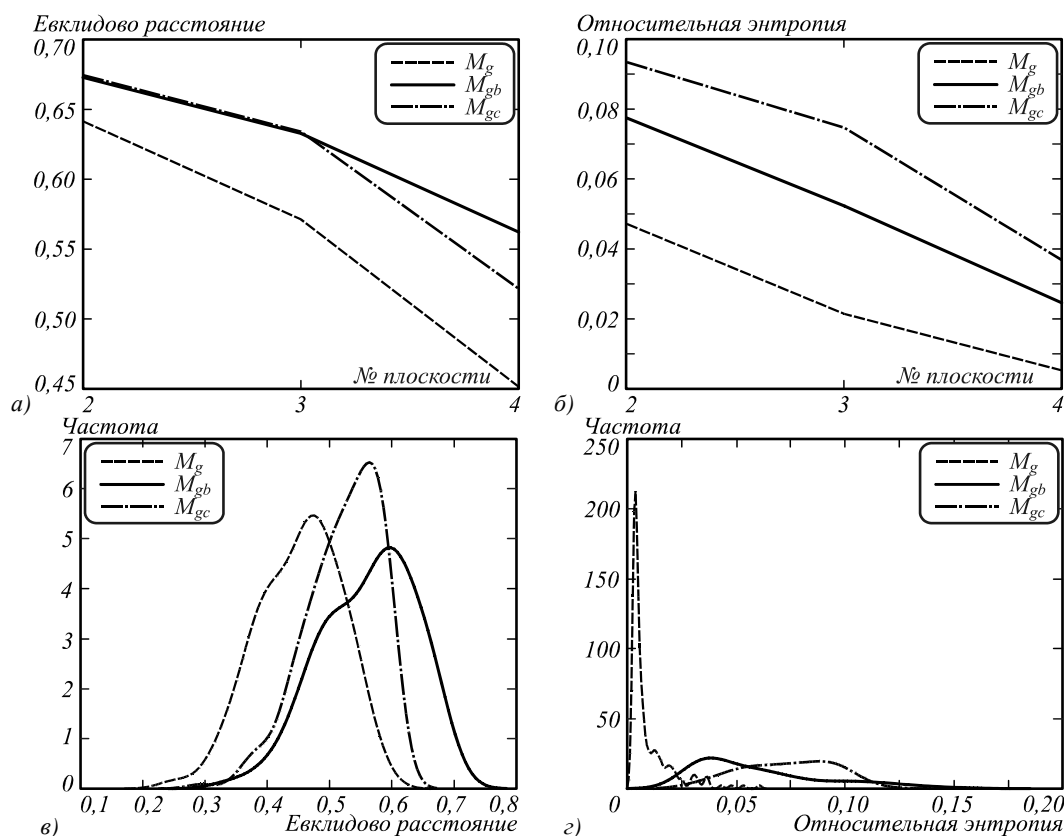 Евклидово расстояние
0,70
0,65
0,60
0,55
0,50
0,45
M_g
M_gb
M_gc
№ плоскости
2 3 4
а)
Относительная энтропия
0,10
0,08
0,06
0,04
0,02
0
M_g
M_gb
M_gc
№ плоскости
2 3 4
б)
Частота
7
6
5
4
3
2
1
0
M_g
M_gb
M_gc
0,1 0,2 0,3 0,4 0,5 0,6 0,7 0,8
Евклидово расстояние
в)
Частота
250
200
150
100
50
M_g
M_gb
M_gc
0 0,05 0,10 0,15 0,20
Относительная энтропия
г)